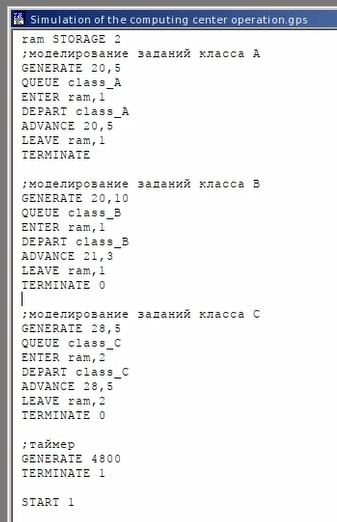 Simulation of the computing center operation.gps
ram STORAGE 2
;моделирование заданий класса A
GENERATE 20,5
QUEUE class_A
ENTER ram,1
DEPART class_A
ADVANCE 20,5
LEAVE ram,1
TERMINATE
;моделирование заданий класса B
GENERATE 20,10
QUEUE class_B
ENTER ram,1
DEPART class_B
ADVANCE 21,3
LEAVE ram,1
TERMINATE 0
;моделирование заданий класса C
GENERATE 28,5
QUEUE class_C
ENTER ram,2
DEPART class_C
ADVANCE 28,5
LEAVE ram,2
TERMINATE 0
;таймер
GENERATE 4800
TERMINATE 1
START 1